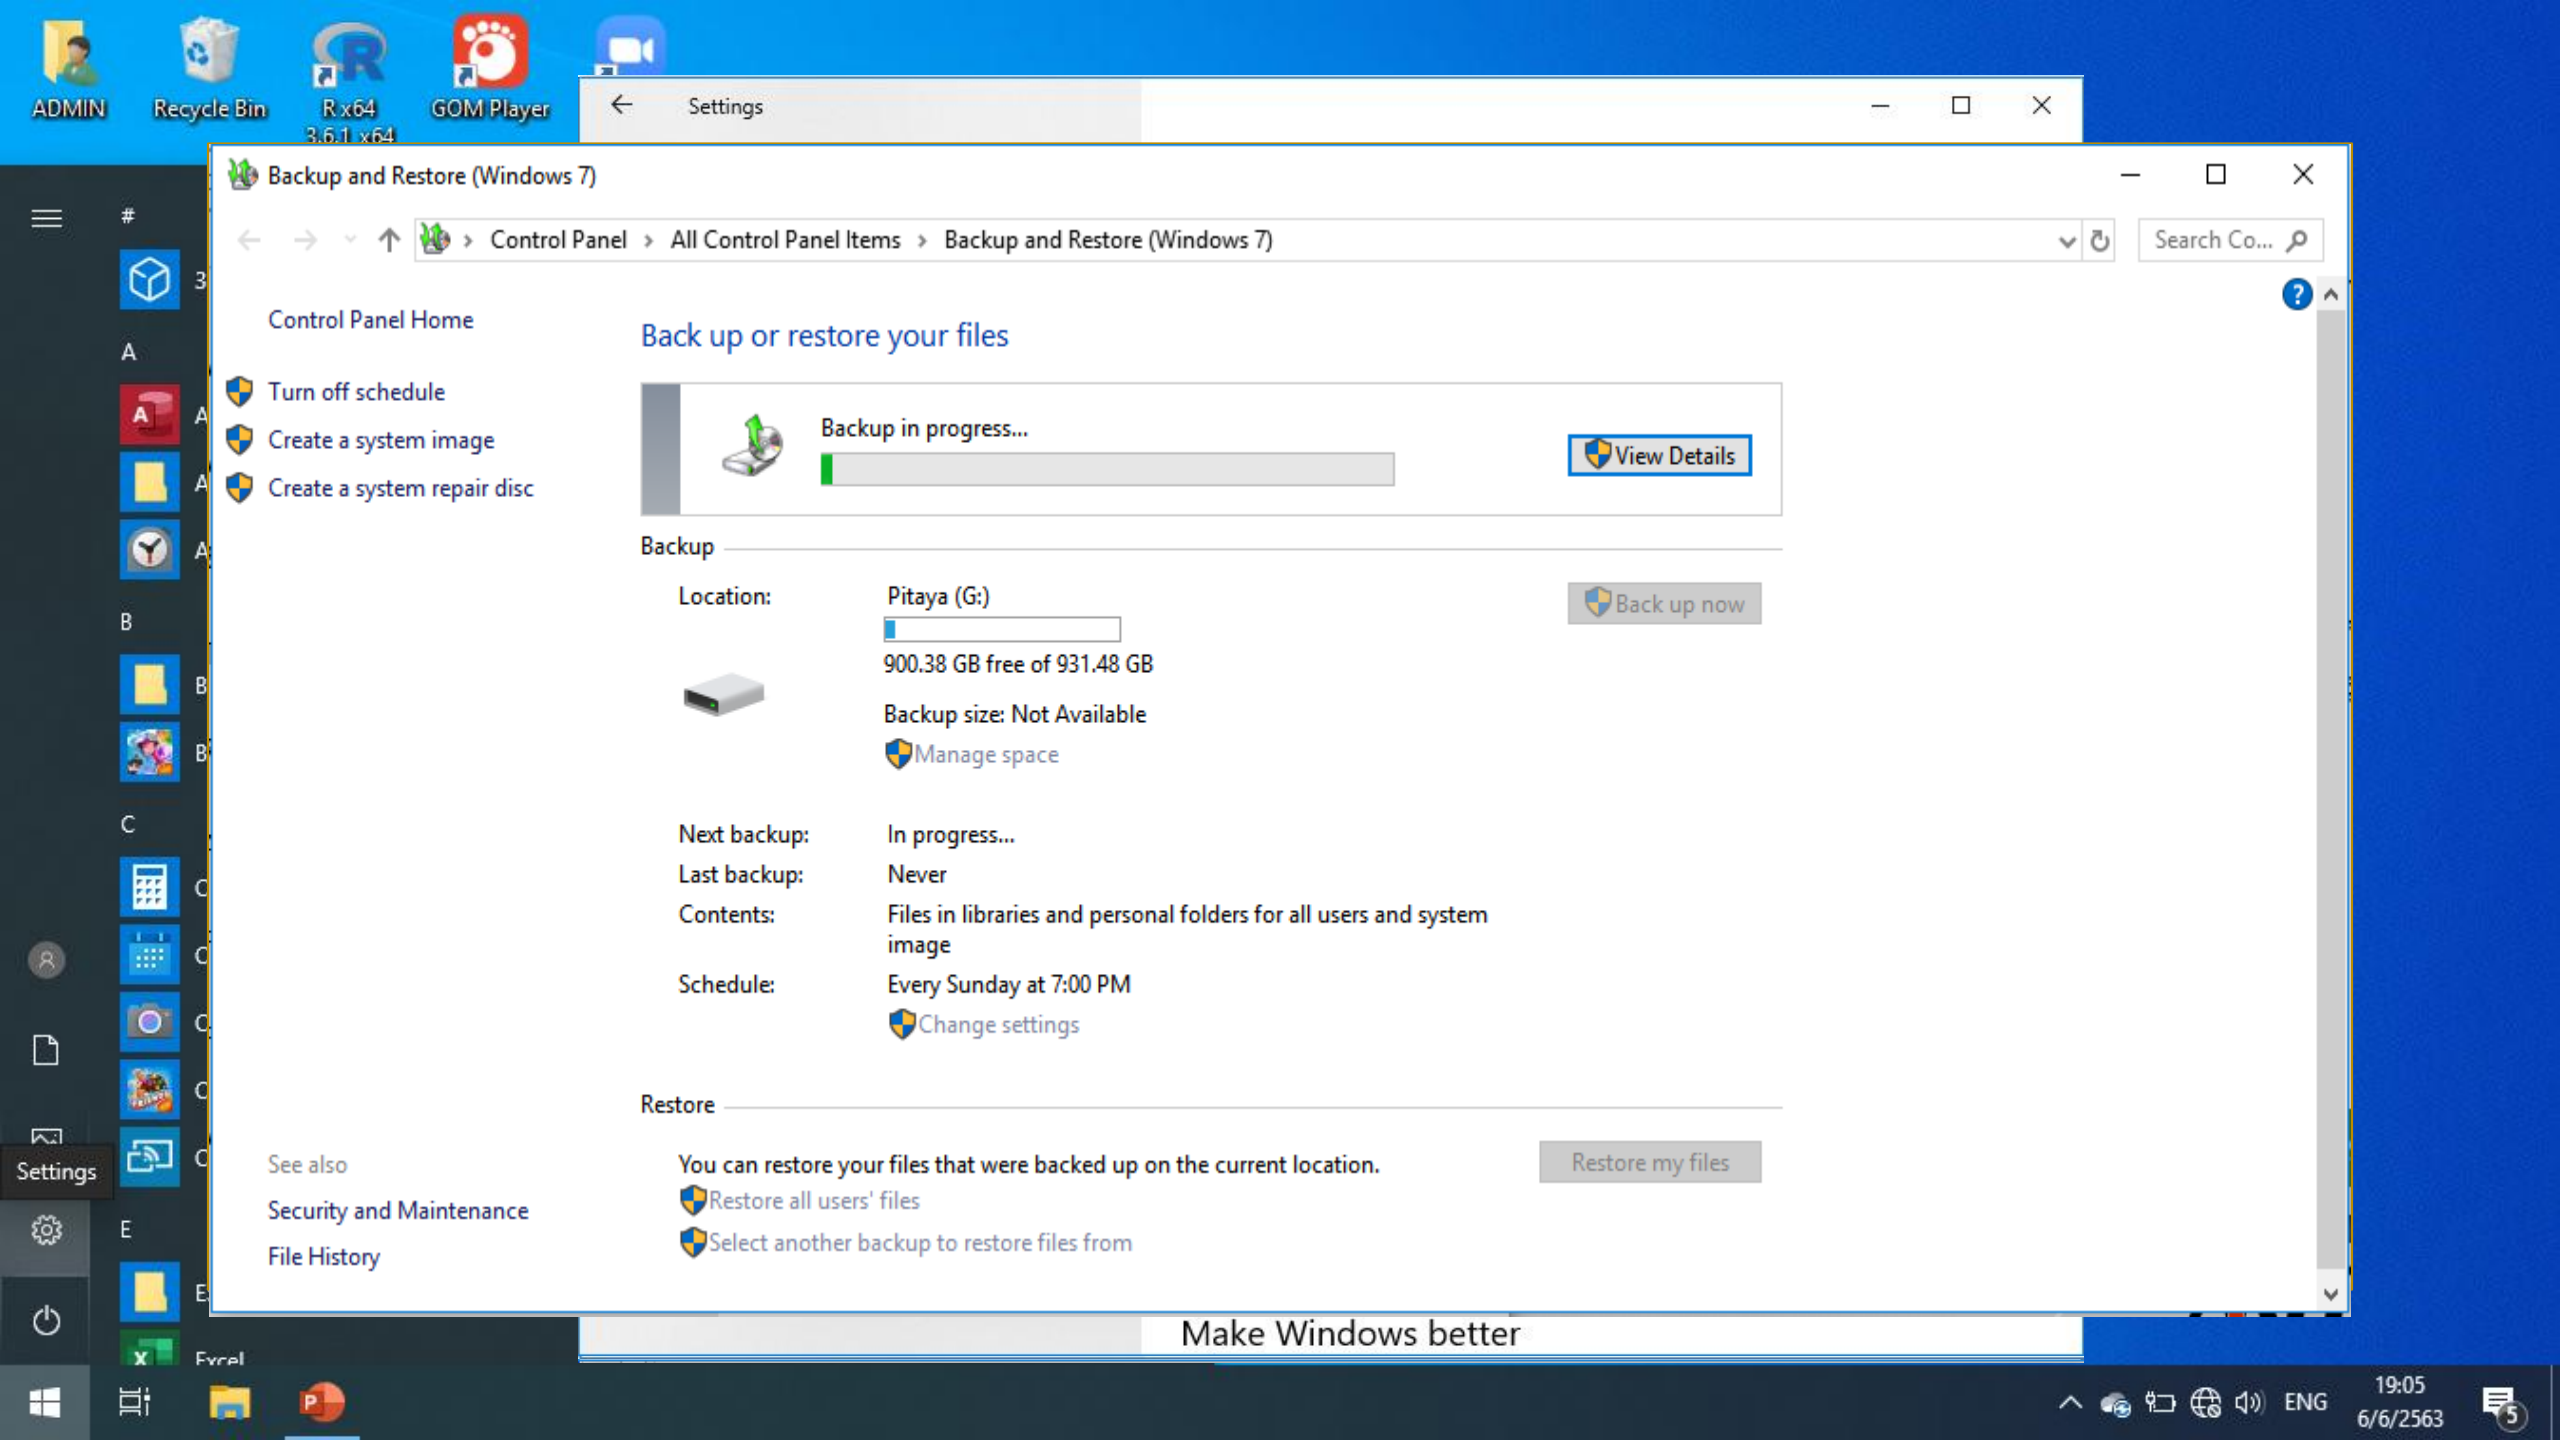 ADMIN
Recycle Bin
R x64
3.6.1 x64
GOM Player
Settings
Backup and Restore (Windows 7)
Control Panel
All Control Panel Items
Backup and Restore (Windows 7)
Search Co...
#
3
A
A
A
A
B
B
B
C
C
C
C
C
C
E
E
Excel
Settings
Control Panel Home
Turn off schedule
Create a system image
Create a system repair disc
See also
Security and Maintenance
File History
Back up or restore your files
Backup in progress...
View Details
Backup
Location:
Pitaya (G:)
Back up now
900.38 GB free of 931.48 GB
Backup size: Not Available
Manage space
Next backup:
In progress...
Last backup:
Never
Contents:
Files in libraries and personal folders for all users and system
image
Schedule:
Every Sunday at 7:00 PM
Change settings
Restore
You can restore your files that were backed up on the current location.
Restore my files
Restore all users' files
Select another backup to restore files from
Make Windows better
ENG
19:05
6/6/2563
5